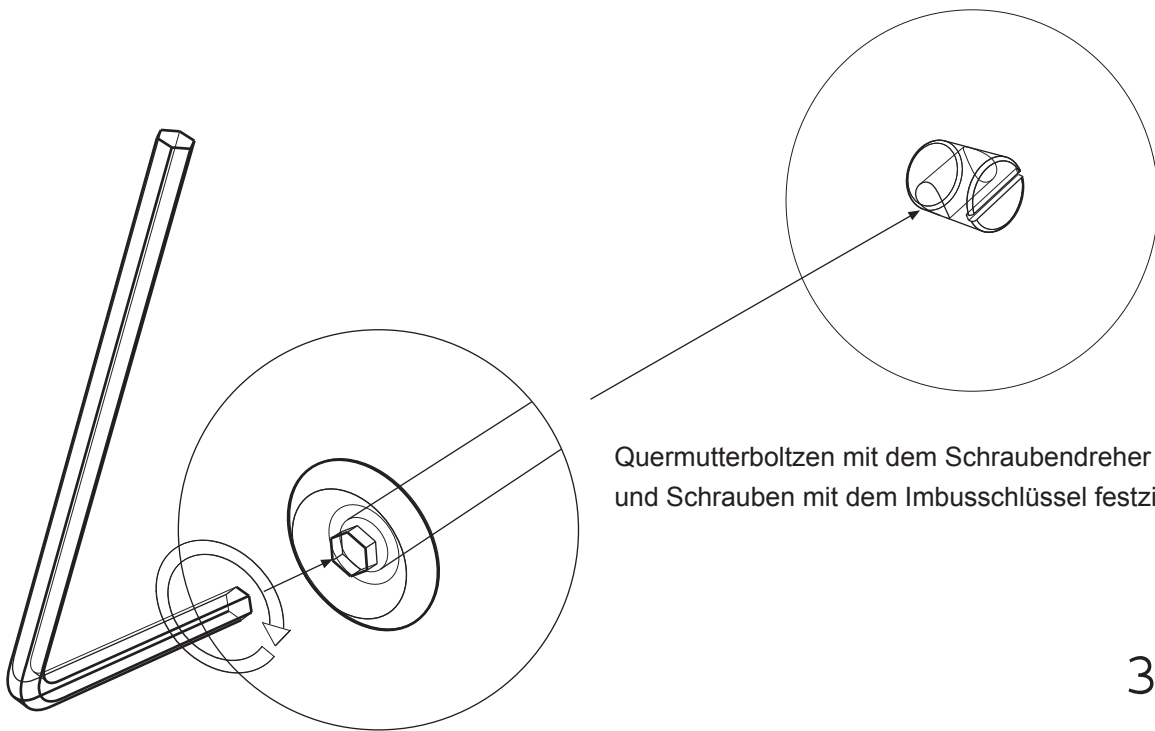 Quermutterboltzen mit dem Schraubendreher
und Schrauben mit dem Imbusschlüssel festzi
3